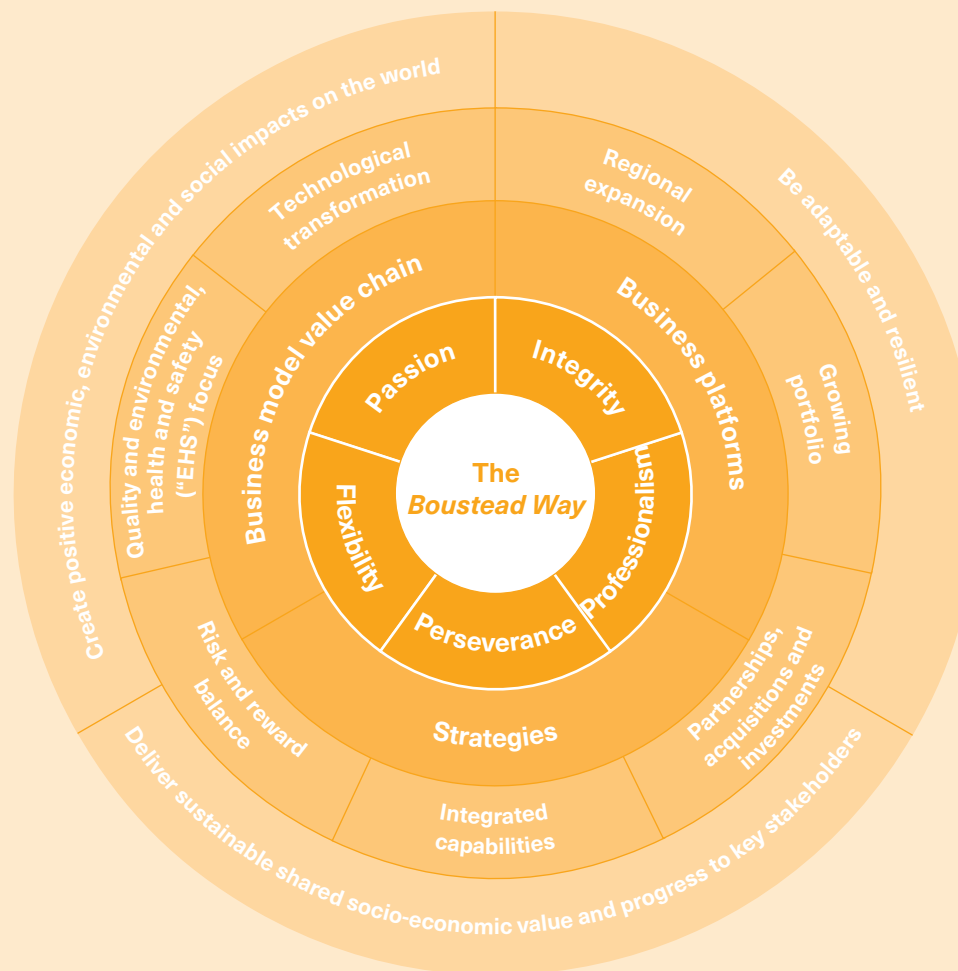 The
Boustead Way
Integrity
Professionalism
Perseverance
Flexibility
Passion
Business platforms
Strategies
Business model value chain
Regional
expansion
Growing
portfolio
Partnerships,
acquisitions and
investments
Integrated
capabilities
Risk and reward
balance
Quality and environmental,
health and safety
(“EHS”) focus
Technological
transformation
Be adaptable and resilient
Deliver sustainable shared socio-economic value and progress to key stakeholders
Create positive economic, environmental and social impacts on the world